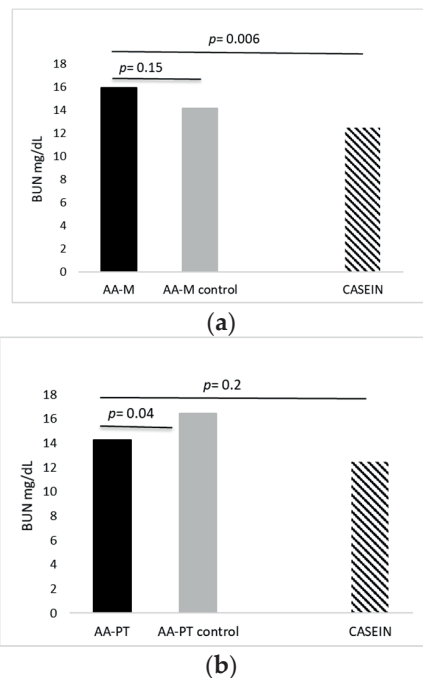 p= 0.006
p= 0.15
18
16
14
12
10
8
6
4
2
0
BUN mg/dL
AA-M AA-M control CASEIN
(a)
p= 0.2
p= 0.04
18
16
14
12
10
8
6
4
2
0
BUN mg/dL
AA-PT AA-PT control CASEIN
(b)